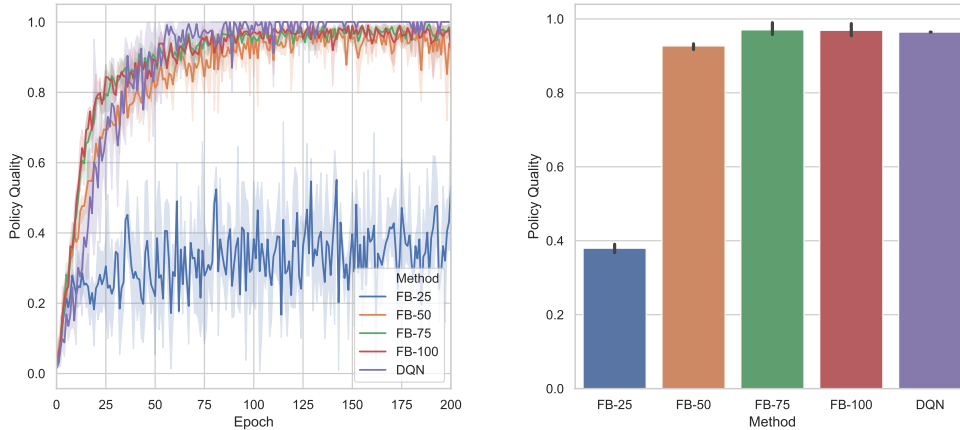 1.0
0.8
0.6
0.4
0.2
0.0
Policy Quality
0 25 50 75 100 125 150 175 200
Epoch
Method
FB-25
FB-50
FB-75
FB-100
DQN
1.0
0.8
0.6
0.4
0.2
0.0
Policy Quality
FB-25 FB-50 FB-75 FB-100 DQN
Method